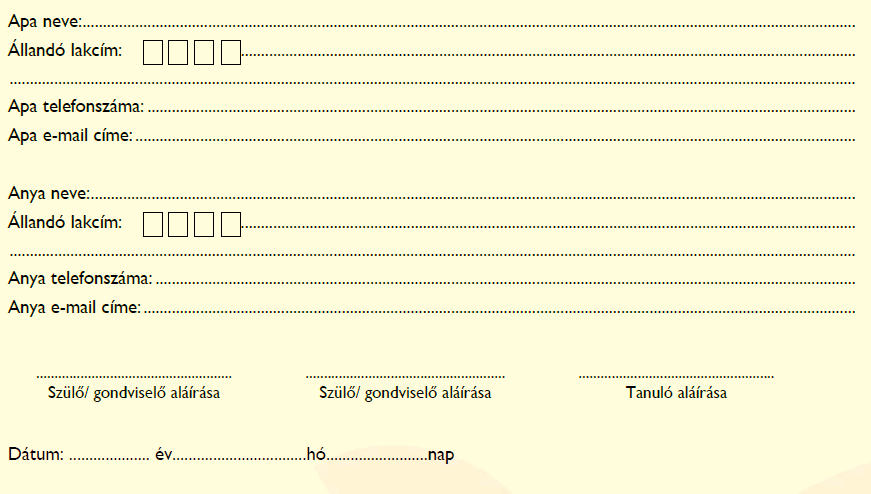 Apa neve:
Állandó lakcím:
Apa telefonszáma:
Apa e-mail címe:
Anya neve:
Állandó lakcím:
Anya telefonszáma:
Anya e-mail címe:
Szülő/ gondviselő aláírása Szülő/ gondviselő aláírása Tanuló aláírása
Dátum: .................... év.................................hó.........................nap